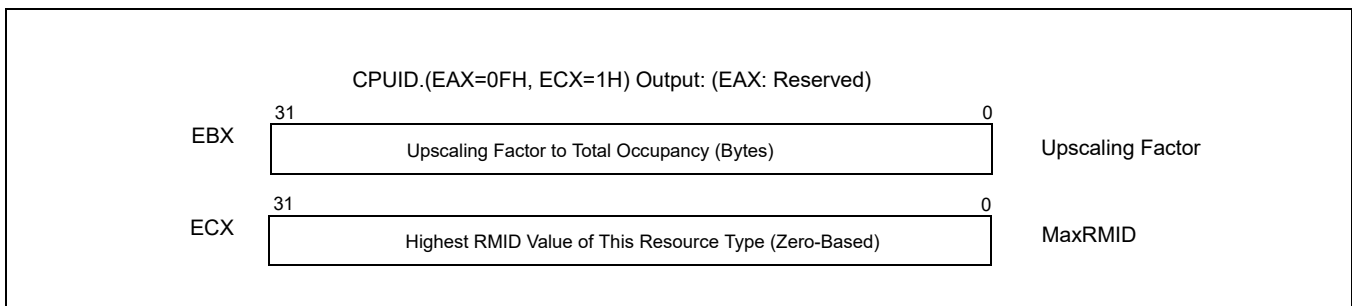 CPUID.(EAX=0FH, ECX=1H) Output: (EAX: Reserved)
31 0
EBX Upscaling Factor to Total Occupancy (Bytes) Upscaling Factor
31 0
ECX Highest RMID Value of This Resource Type (Zero-Based) MaxRMID